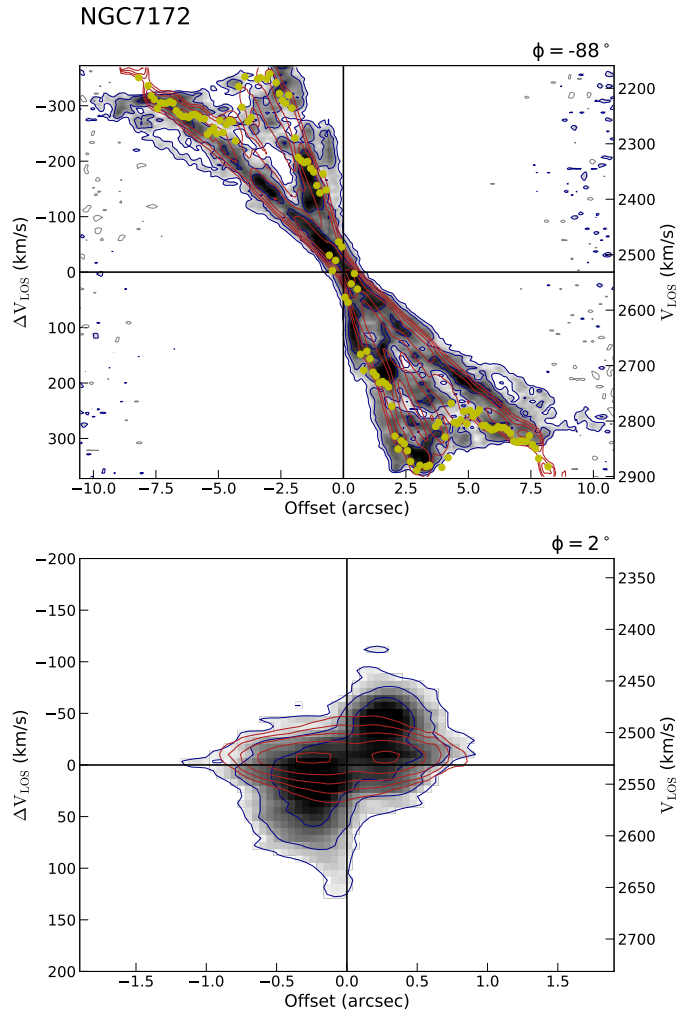 NGC7172
ϕ = -88°
−300
−200
−100
0
100
200
300
ΔV_LOS (km/s)
2200
2300
2400
2500
2600
2700
2800
2900
V_LOS (km/s)
−10.0 −7.5 −5.0 −2.5 0.0 2.5 5.0 7.5 10.0
Offset (arcsec)
ϕ = 2°
−200
−150
−100
−50
0
50
100
150
200
ΔV_LOS (km/s)
2350
2400
2450
2500
2550
2600
2650
2700
V_LOS (km/s)
−1.5 −1.0 −0.5 0.0 0.5 1.0 1.5
Offset (arcsec)